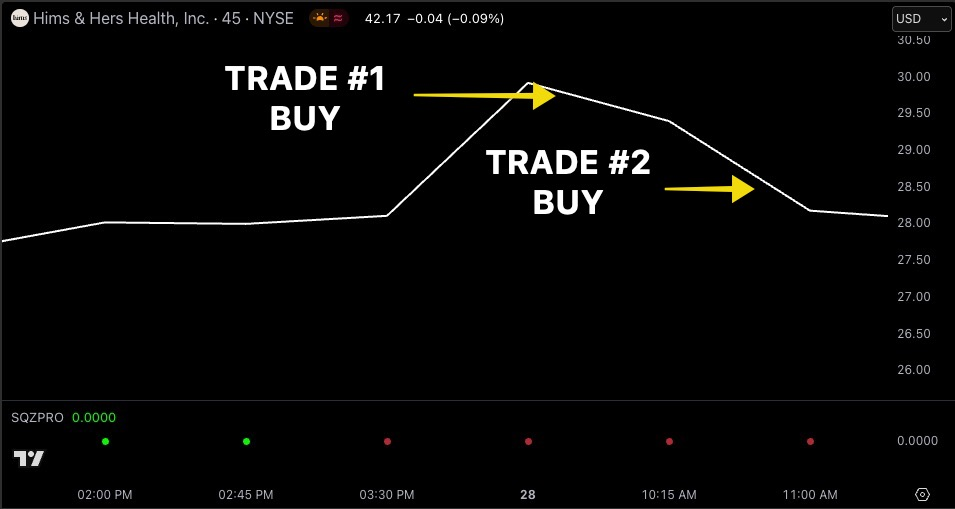 hims Hims & Hers Health, Inc. · 45 · NYSE 42.17 −0.04 (−0.09%) USD
30.50
TRADE #1
BUY
30.00
29.50
29.00
TRADE #2
BUY
28.50
28.00
27.50
27.00
26.50
26.00
SQZPRO 0.0000
0.0000
02:00 PM 02:45 PM 03:30 PM 28 10:15 AM 11:00 AM